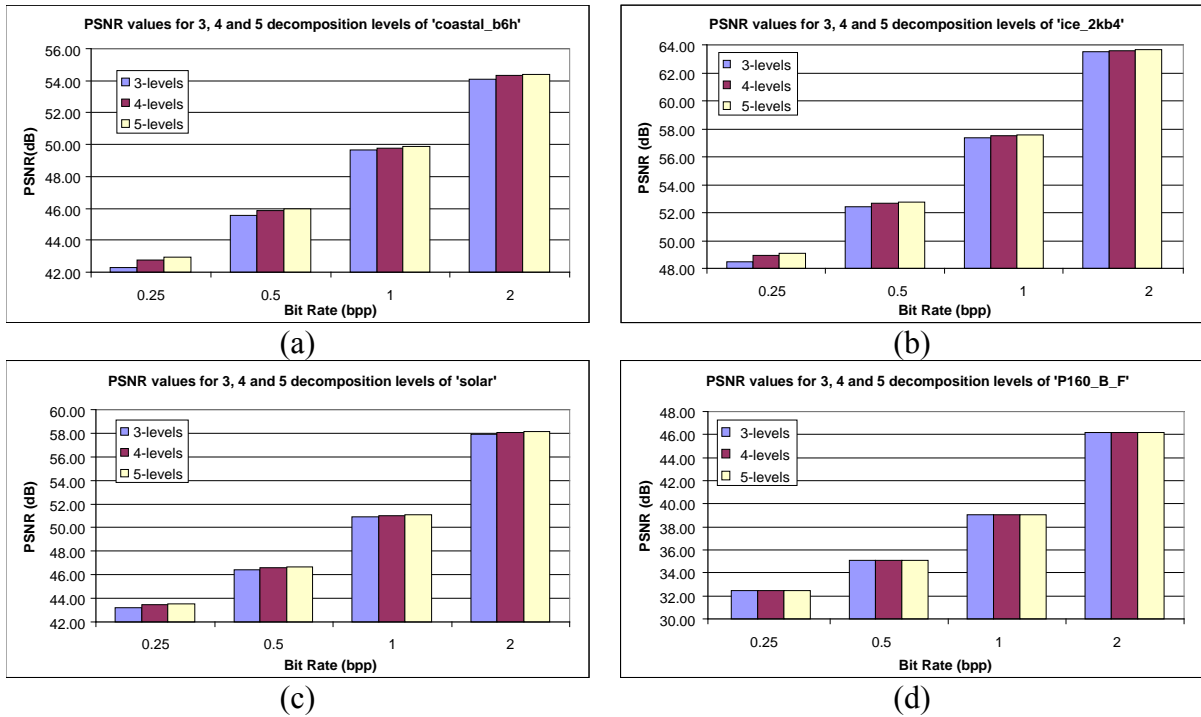 PSNR values for 3, 4 and 5 decomposition levels of 'coastal_b6h'
56.00
54.00
52.00
50.00
48.00
46.00
44.00
42.00
PSNR(dB)
3-levels
4-levels
5-levels
0.25 0.5 1 2
Bit Rate (bpp)
(a)
PSNR values for 3, 4 and 5 decomposition levels of 'ice_2kb4'
64.00
62.00
60.00
58.00
56.00
54.00
52.00
50.00
48.00
PSNR (dB)
3-levels
4-levels
5-levels
0.25 0.5 1 2
Bit Rate (bpp)
(b)
PSNR values for 3, 4 and 5 decomposition levels of 'solar'
60.00
58.00
56.00
54.00
52.00
50.00
48.00
46.00
44.00
42.00
PSNR (dB)
3-levels
4-levels
5-levels
0.25 0.5 1 2
Bit Rate (bpp)
(c)
PSNR values for 3, 4 and 5 decomposition levels of 'P160_B_F'
48.00
46.00
44.00
42.00
40.00
38.00
36.00
34.00
32.00
30.00
PSNR (dB)
3-levels
4-levels
5-levels
0.25 0.5 1 2
Bit Rate (bpp)
(d)